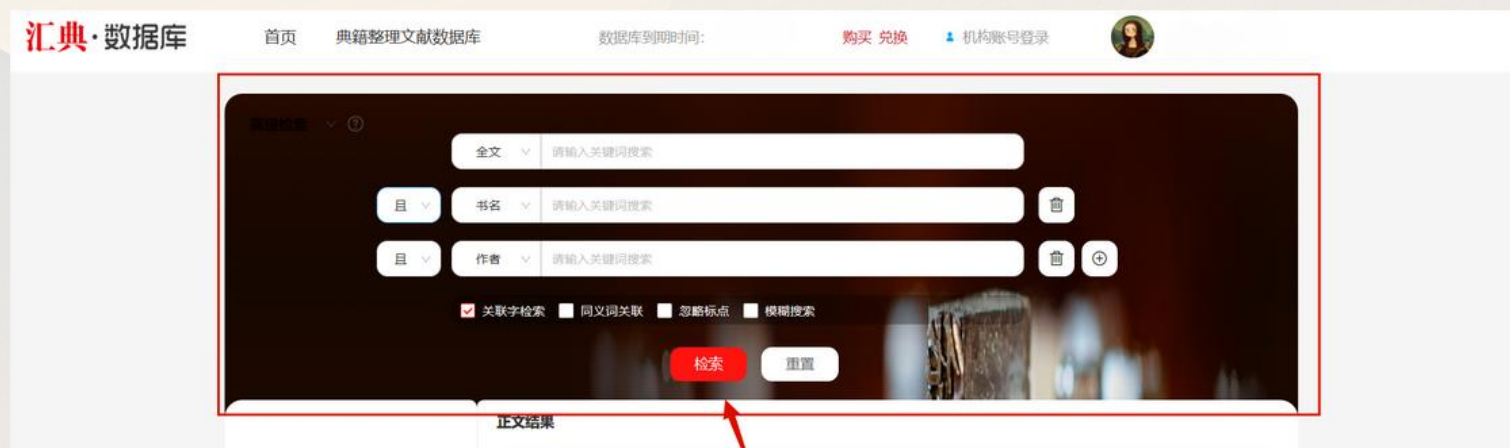 汇典·数据库 首页 典籍整理文献数据库 数据库到期时间: 购买 兑换 机构账号登录
高级检索
全文 请输入关键词搜索
且 书名 请输入关键词搜索
且 作者 请输入关键词搜索
关联字检索 同义词关联 忽略标点 模糊搜索
检索 重置
正文结果